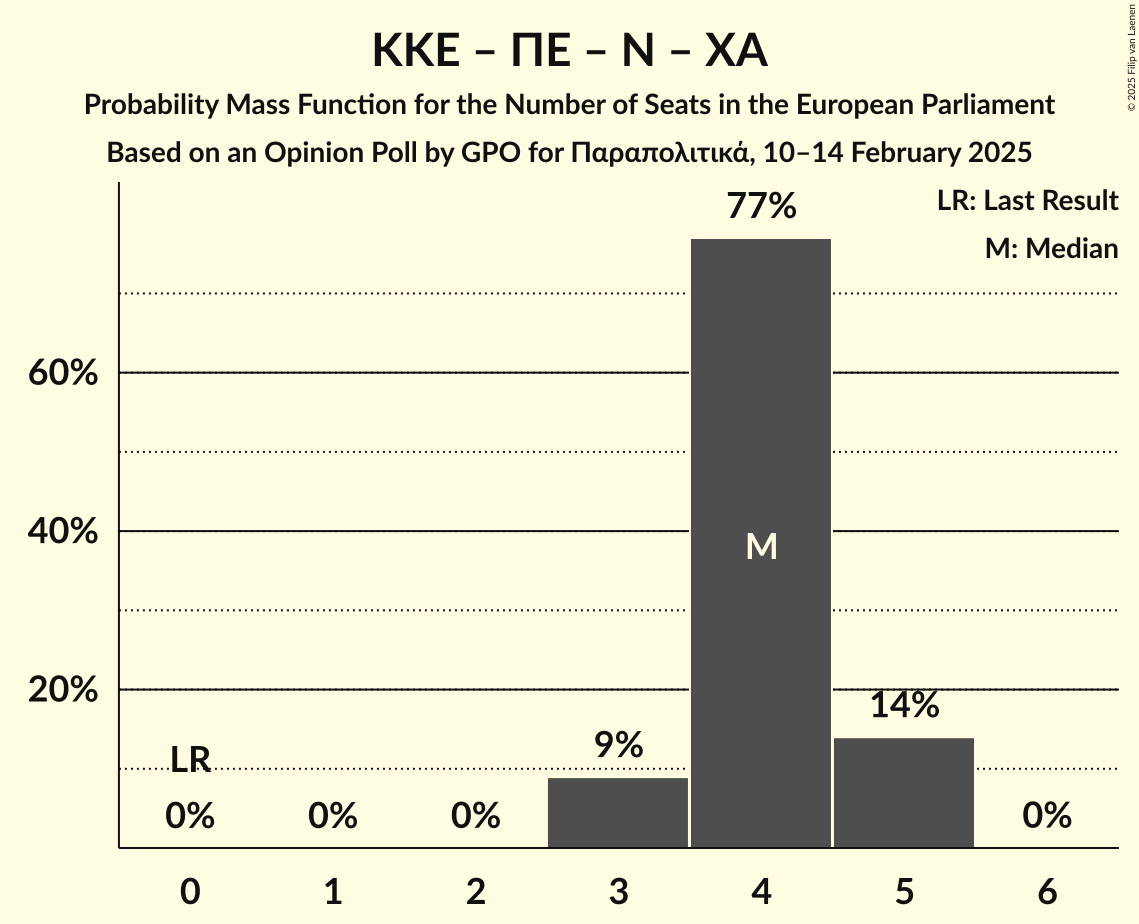 ΚΚΕ – ΠΕ – Ν – ΧΑ
Probability Mass Function for the Number of Seats in the European Parliament
Based on an Opinion Poll by GPO for Παραπολιτικά, 10–14 February 2025
© 2025 Filip van Laenen
LR: Last Result
M: Median
77%
60%
40%
M
20%
14%
9%
LR
0%
0%
0%
0%
0
1
2
3
4
5
6